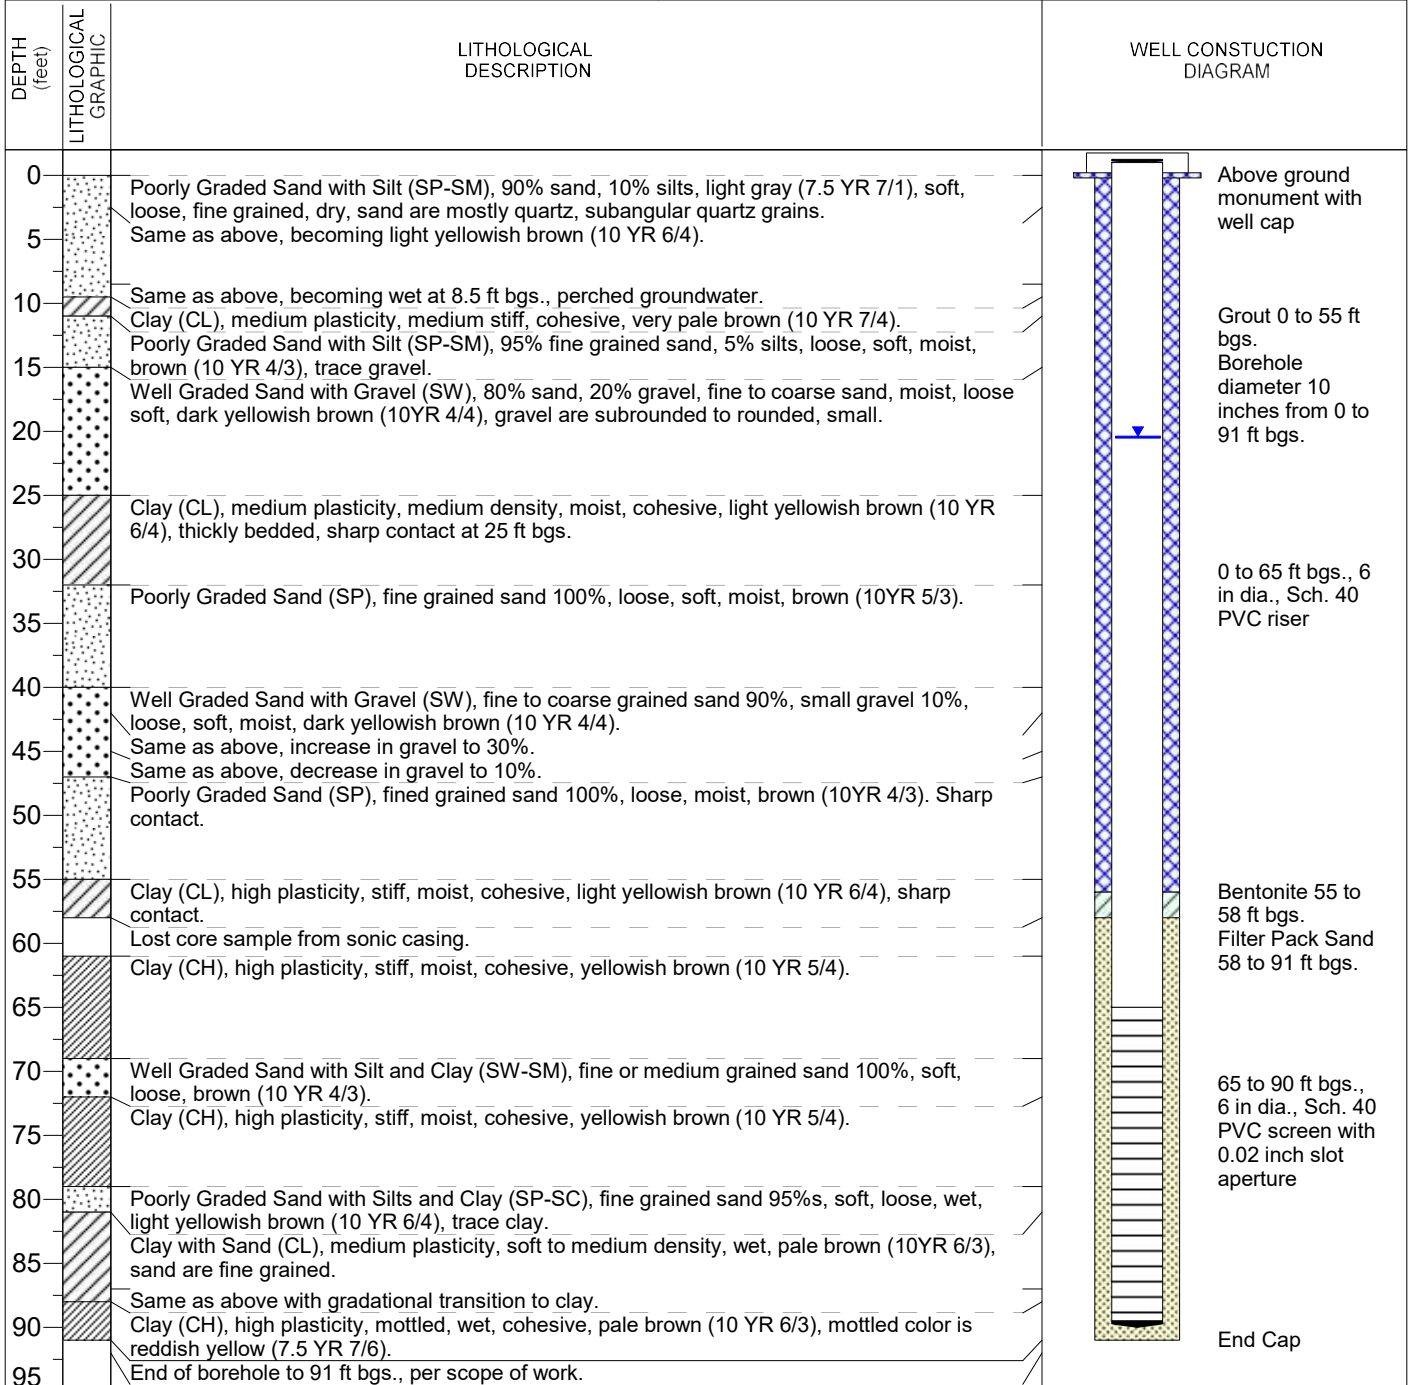 DEPTH
(feet)
LITHOLOGICAL
GRAPHIC
LITHOLOGICAL
DESCRIPTION
WELL CONSTUCTION
DIAGRAM
0
5
10
15
20
25
30
35
40
45
50
55
60
65
70
75
80
85
90
95
Poorly Graded Sand with Silt (SP-SM), 90% sand, 10% silts, light gray (7.5 YR 7/1), soft,
loose, fine grained, dry, sand are mostly quartz, subangular quartz grains.
Same as above, becoming light yellowish brown (10 YR 6/4).
Same as above, becoming wet at 8.5 ft bgs., perched groundwater.
Clay (CL), medium plasticity, medium stiff, cohesive, very pale brown (10 YR 7/4).
Poorly Graded Sand with Silt (SP-SM), 95% fine grained sand, 5% silts, loose, soft, moist,
brown (10 YR 4/3), trace gravel.
Well Graded Sand with Gravel (SW), 80% sand, 20% gravel, fine to coarse sand, moist, loose
soft, dark yellowish brown (10YR 4/4), gravel are subrounded to rounded, small.
Clay (CL), medium plasticity, medium density, moist, cohesive, light yellowish brown (10 YR
6/4), thickly bedded, sharp contact at 25 ft bgs.
Poorly Graded Sand (SP), fine grained sand 100%, loose, soft, moist, brown (10YR 5/3).
Well Graded Sand with Gravel (SW), fine to coarse grained sand 90%, small gravel 10%,
loose, soft, moist, dark yellowish brown (10 YR 4/4).
Same as above, increase in gravel to 30%.
Same as above, decrease in gravel to 10%.
Poorly Graded Sand (SP), fined grained sand 100%, loose, moist, brown (10YR 4/3). Sharp
contact.
Clay (CL), high plasticity, stiff, moist, cohesive, light yellowish brown (10 YR 6/4), sharp
contact.
Lost core sample from sonic casing.
Clay (CH), high plasticity, stiff, moist, cohesive, yellowish brown (10 YR 5/4).
Well Graded Sand with Silt and Clay (SW-SM), fine or medium grained sand 100%, soft,
loose, brown (10 YR 4/3).
Clay (CH), high plasticity, stiff, moist, cohesive, yellowish brown (10 YR 5/4).
Poorly Graded Sand with Silts and Clay (SP-SC), fine grained sand 95%s, soft, loose, wet,
light yellowish brown (10 YR 6/4), trace clay.
Clay with Sand (CL), medium plasticity, soft to medium density, wet, pale brown (10YR 6/3),
sand are fine grained.
Same as above with gradational transition to clay.
Clay (CH), high plasticity, mottled, wet, cohesive, pale brown (10 YR 6/3), mottled color is
reddish yellow (7.5 YR 7/6).
End of borehole to 91 ft bgs., per scope of work.
Above ground
monument with
well cap
Grout 0 to 55 ft
bgs.
Borehole
diameter 10
inches from 0 to
91 ft bgs.
0 to 65 ft bgs., 6
in dia., Sch. 40
PVC riser
Bentonite 55 to
58 ft bgs.
Filter Pack Sand
58 to 91 ft bgs.
65 to 90 ft bgs.,
6 in dia., Sch. 40
PVC screen with
0.02 inch slot
aperture
End Cap